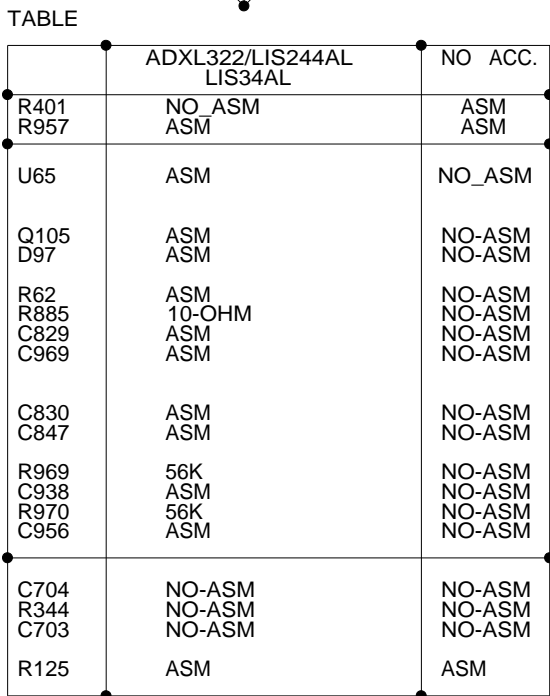 TABLE
ADXL322/LIS244AL NO ACC.
LIS34AL
R401 NO_ASM ASM
R957 ASM ASM
U65 ASM NO_ASM
Q105 ASM NO-ASM
D97 ASM NO-ASM
R62 ASM NO-ASM
R885 10-OHM NO-ASM
C829 ASM NO-ASM
C969 ASM NO-ASM
C830 ASM NO-ASM
C847 ASM NO-ASM
R969 56K NO-ASM
C938 ASM NO-ASM
R970 56K NO-ASM
C956 ASM NO-ASM
C704 NO-ASM NO-ASM
R344 NO-ASM NO-ASM
C703 NO-ASM NO-ASM
R125 ASM ASM